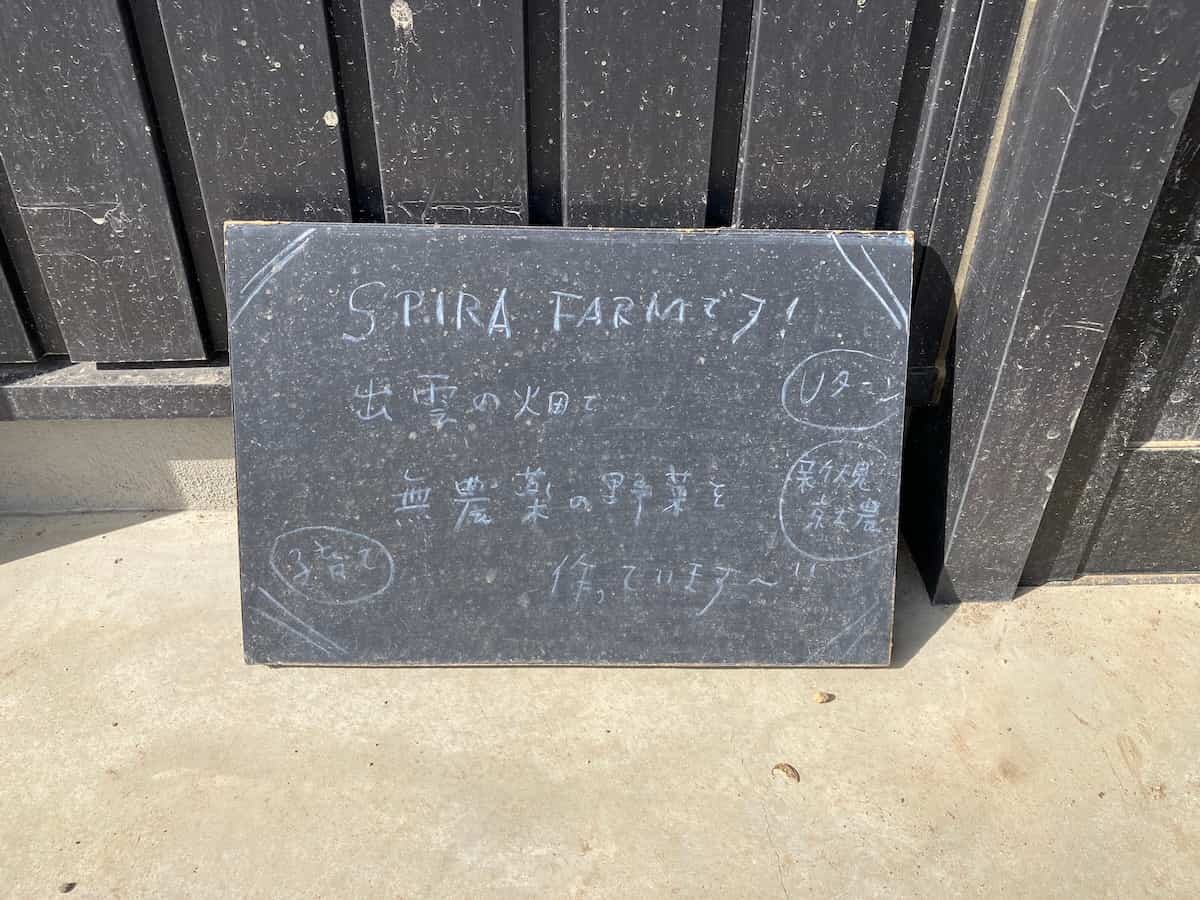 SPIRA FARMです！
出雲の畑で
Uターン
無農薬の野菜を
新規
就農
子育て
作っています〜!!